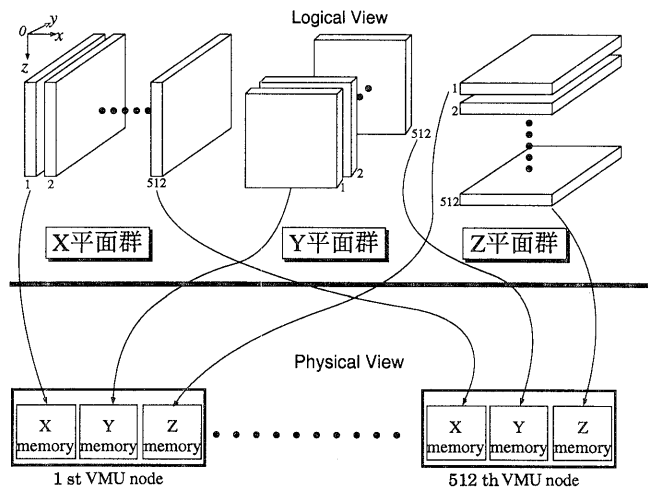 Logical View
0
y
x
z
1
2
512
1
2
512
1
2
512
X平面群
Y平面群
Z平面群
Physical View
X
memory
Y
memory
Z
memory
X
memory
Y
memory
Z
memory
1 st VMU node
512 th VMU node